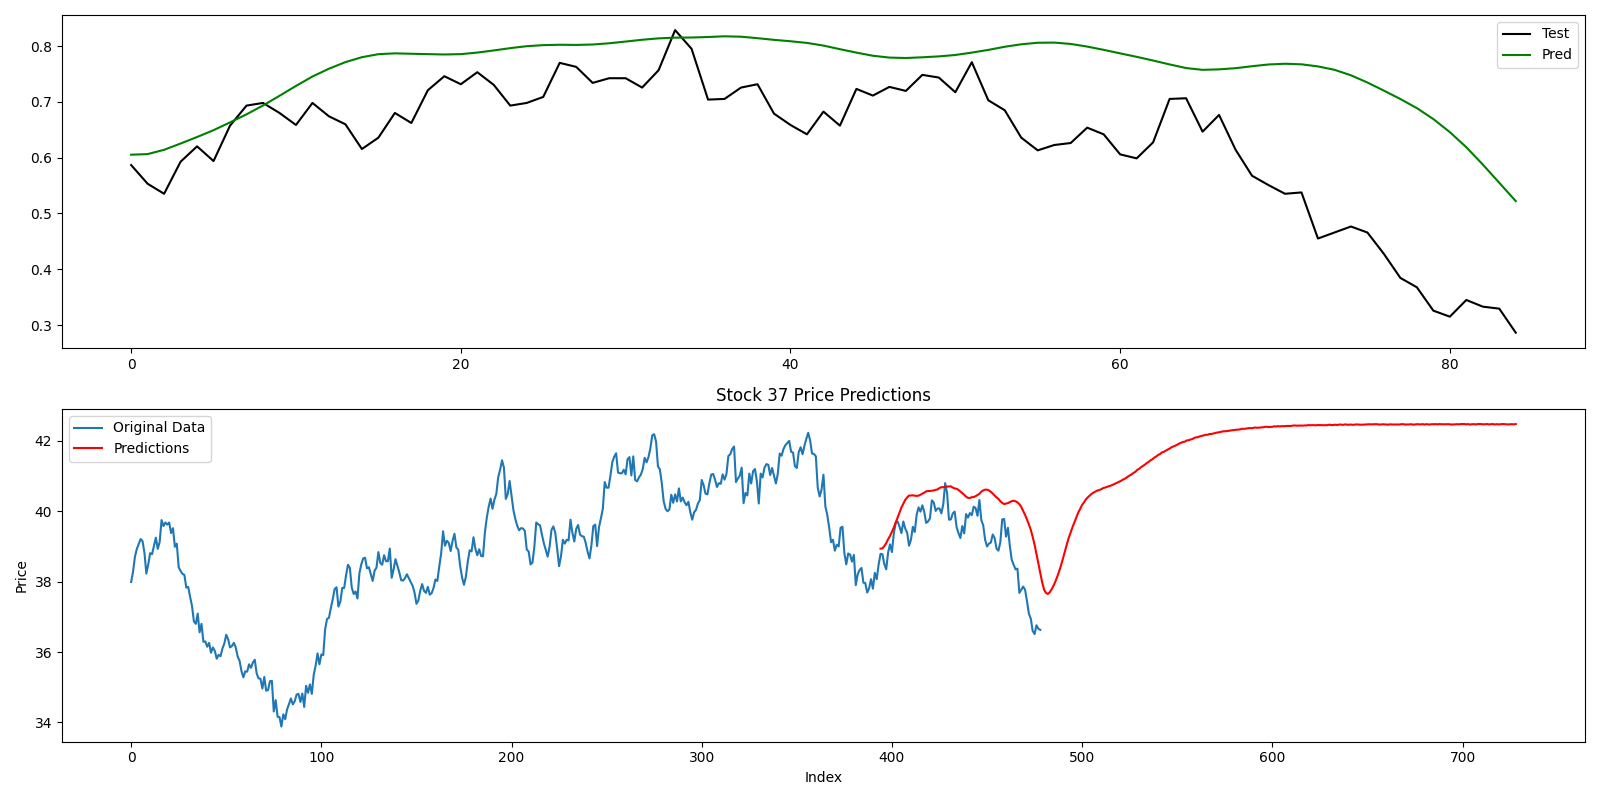 Test
Pred
0.8
0.7
0.6
0.5
0.4
0.3
0 20 40 60 80
Stock 37 Price Predictions
Original Data
Predictions
Price
42
40
38
36
34
0 100 200 300 400 500 600 700
Index